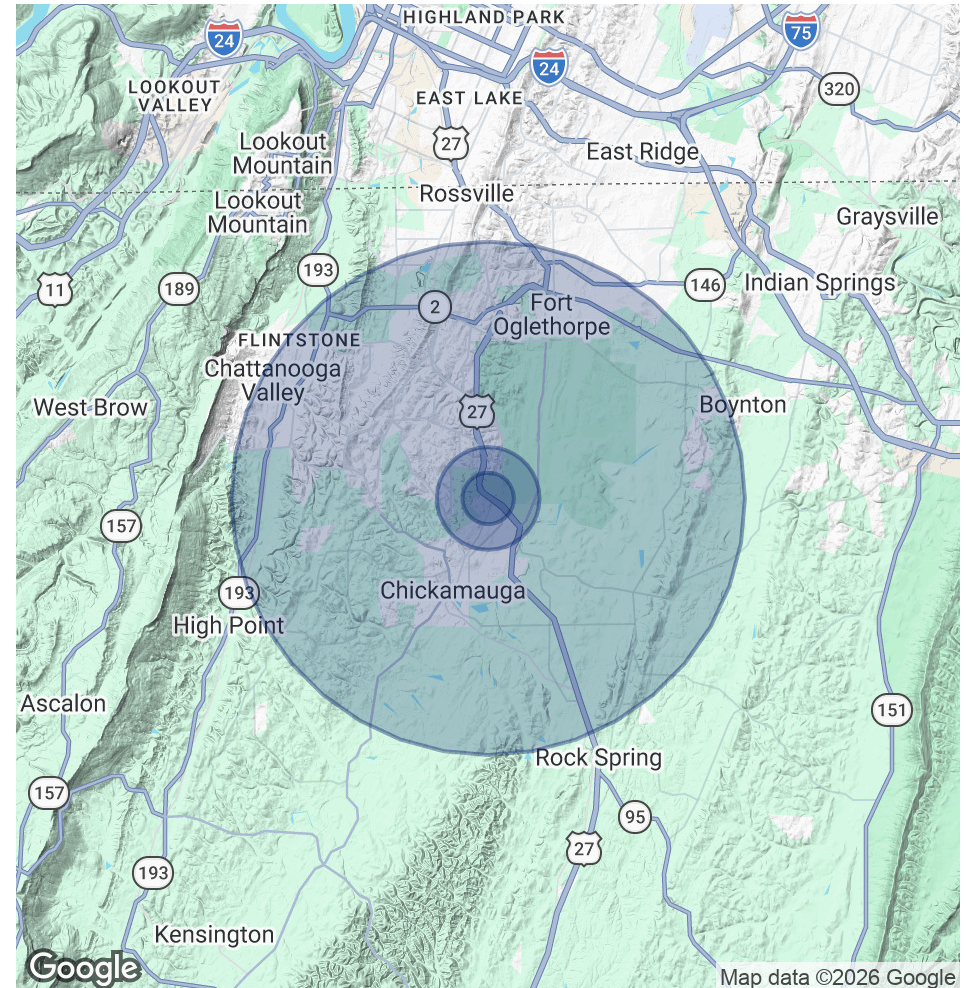 HIGHLAND PARK
75
24
24
LOOKOUT
VALLEY
320
EAST LAKE
27
Lookout
Mountain
East Ridge
Rossville
Lookout
Mountain
Graysville
193
11
189
146
Indian Springs
2
Fort
Oglethorpe
FLINTSTONE
Chattanooga
Valley
West Brow
27
Boynton
157
Chickamauga
193
High Point
Ascalon
151
Rock Spring
157
95
27
193
Kensington
Google
Map data ©2026 Google